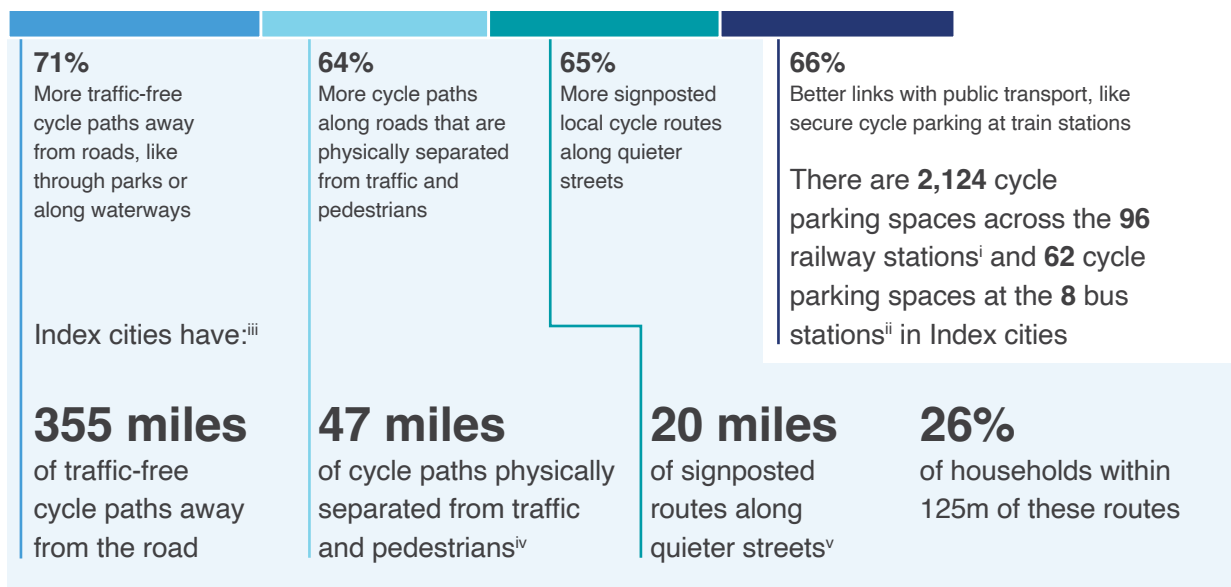 71%
More traffic-free
cycle paths away
from roads, like
through parks or
along waterways
64%
More cycle paths
along roads that are
physically separated
from traffic and
pedestrians
65%
More signposted
local cycle routes
along quieter
streets
66%
Better links with public transport, like
secure cycle parking at train stations
There are 2,124 cycle
parking spaces across the 96
railway stationsⁱ and 62 cycle
parking spaces at the 8 bus
stationsⁱⁱ in Index cities
Index cities have:ⁱⁱⁱ
355 miles
of traffic-free
cycle paths away
from the road
47 miles
of cycle paths physically
separated from traffic
and pedestriansⁱᵛ
20 miles
of signposted
routes along
quieter streetsᵛ
26%
of households within
125m of these routes